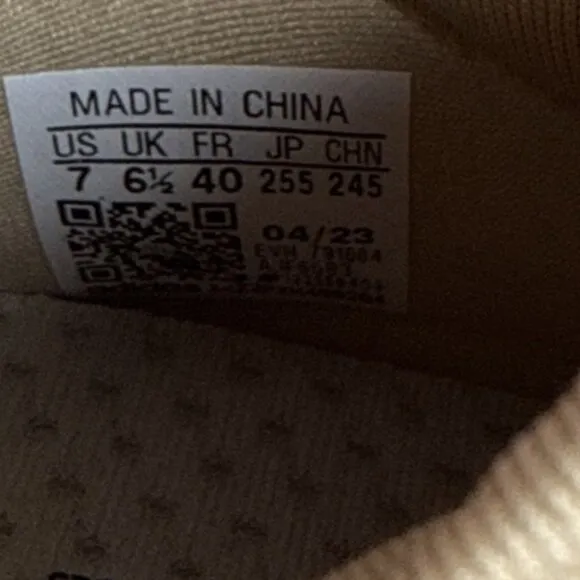 MADE IN CHINA
US UK FR JP CHN
7 6½ 40 255 245
04/23